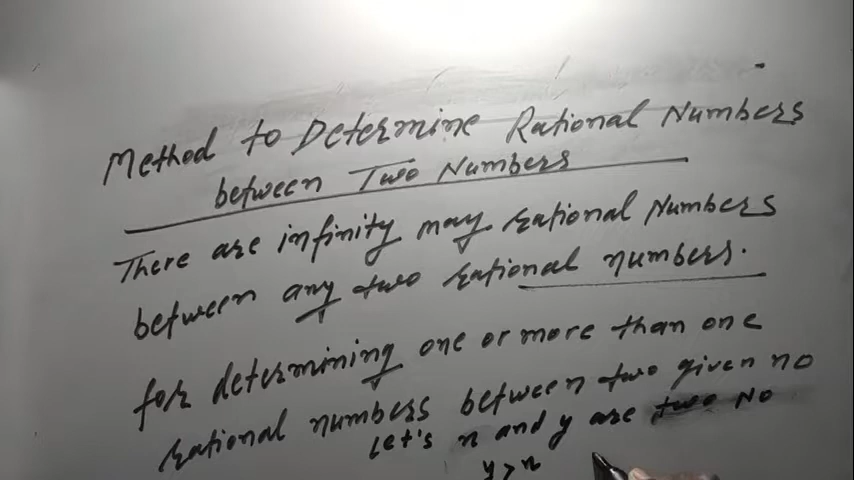 Method to Determine Rational Numbers
between Two Numbers
There are infinity may rational Numbers
between any two rational numbers.
for determining one or more than one
rational numbers between two given no
Let's x and y are two No
y > x